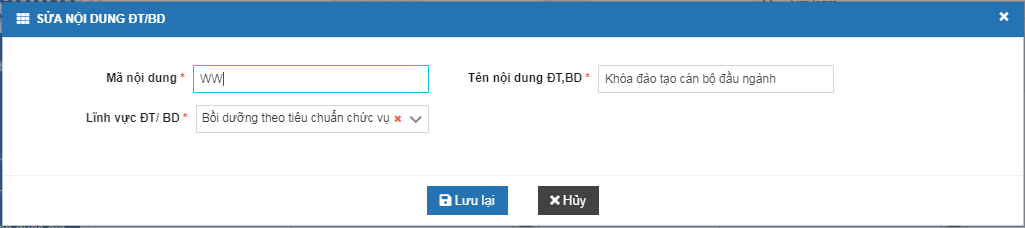 SỬA NỘI DUNG ĐT/BD
Mã nội dung * WW Tên nội dung ĐT,BD * Khóa đào tạo cán bộ đầu ngành
Lĩnh vực ĐT/ BD * Bồi dưỡng theo tiêu chuẩn chức vụ
Lưu lại Hủy